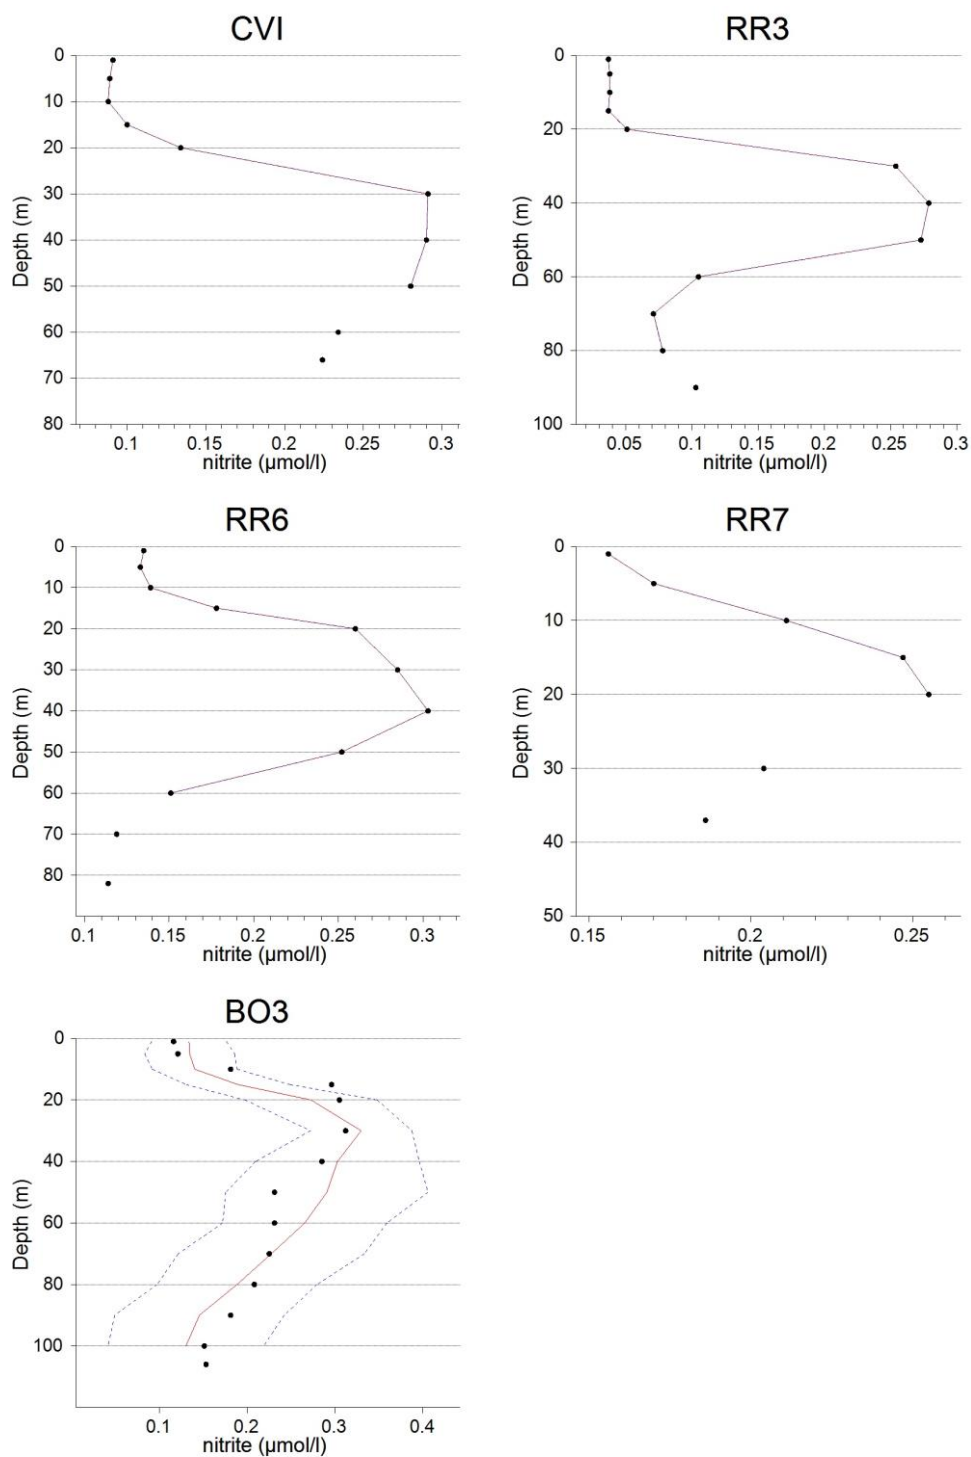 CVI
0
10
20
30
40
50
60
70
80
Depth (m)
0.1 0.15 0.2 0.25 0.3
nitrite (µmol/l)
RR3
0
20
40
60
80
100
Depth (m)
0.05 0.1 0.15 0.2 0.25 0.3
nitrite (µmol/l)
RR6
0
10
20
30
40
50
60
70
80
Depth (m)
0.1 0.15 0.2 0.25 0.3
nitrite (µmol/l)
RR7
0
10
20
30
40
50
Depth (m)
0.15 0.2 0.25
nitrite (µmol/l)
BO3
0
20
40
60
80
100
Depth (m)
0.1 0.2 0.3 0.4
nitrite (µmol/l)